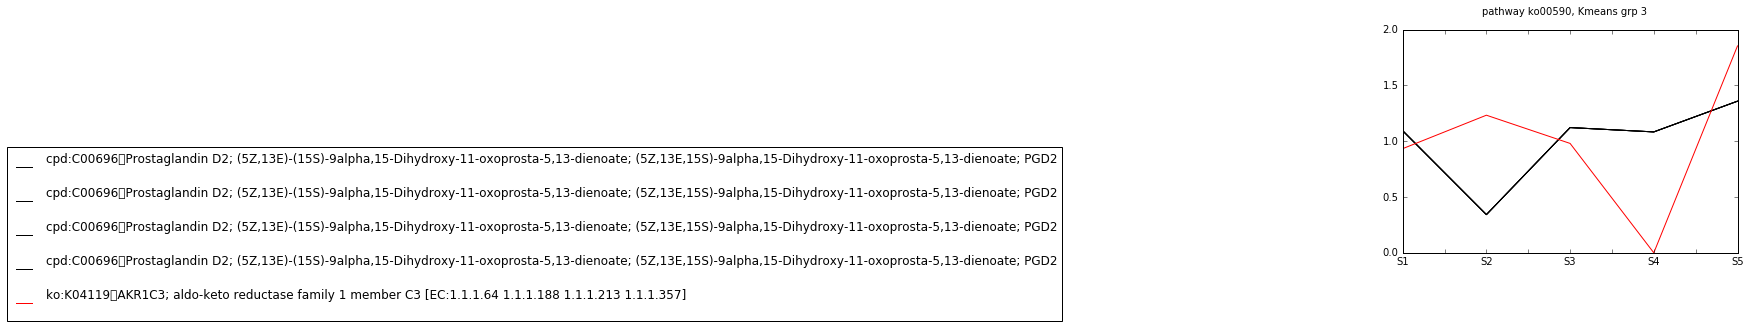 pathway ko00590, Kmeans grp 3
2.0
1.5
1.0
0.5
0.0
S1 S2 S3 S4 S5
cpd:C00696▯Prostaglandin D2; (5Z,13E)-(15S)-9alpha,15-Dihydroxy-11-oxoprosta-5,13-dienoate; (5Z,13E,15S)-9alpha,15-Dihydroxy-11-oxoprosta-5,13-dienoate; PGD2
cpd:C00696▯Prostaglandin D2; (5Z,13E)-(15S)-9alpha,15-Dihydroxy-11-oxoprosta-5,13-dienoate; (5Z,13E,15S)-9alpha,15-Dihydroxy-11-oxoprosta-5,13-dienoate; PGD2
cpd:C00696▯Prostaglandin D2; (5Z,13E)-(15S)-9alpha,15-Dihydroxy-11-oxoprosta-5,13-dienoate; (5Z,13E,15S)-9alpha,15-Dihydroxy-11-oxoprosta-5,13-dienoate; PGD2
cpd:C00696▯Prostaglandin D2; (5Z,13E)-(15S)-9alpha,15-Dihydroxy-11-oxoprosta-5,13-dienoate; (5Z,13E,15S)-9alpha,15-Dihydroxy-11-oxoprosta-5,13-dienoate; PGD2
ko:K04119▯AKR1C3; aldo-keto reductase family 1 member C3 [EC:1.1.1.64 1.1.1.188 1.1.1.213 1.1.1.357]